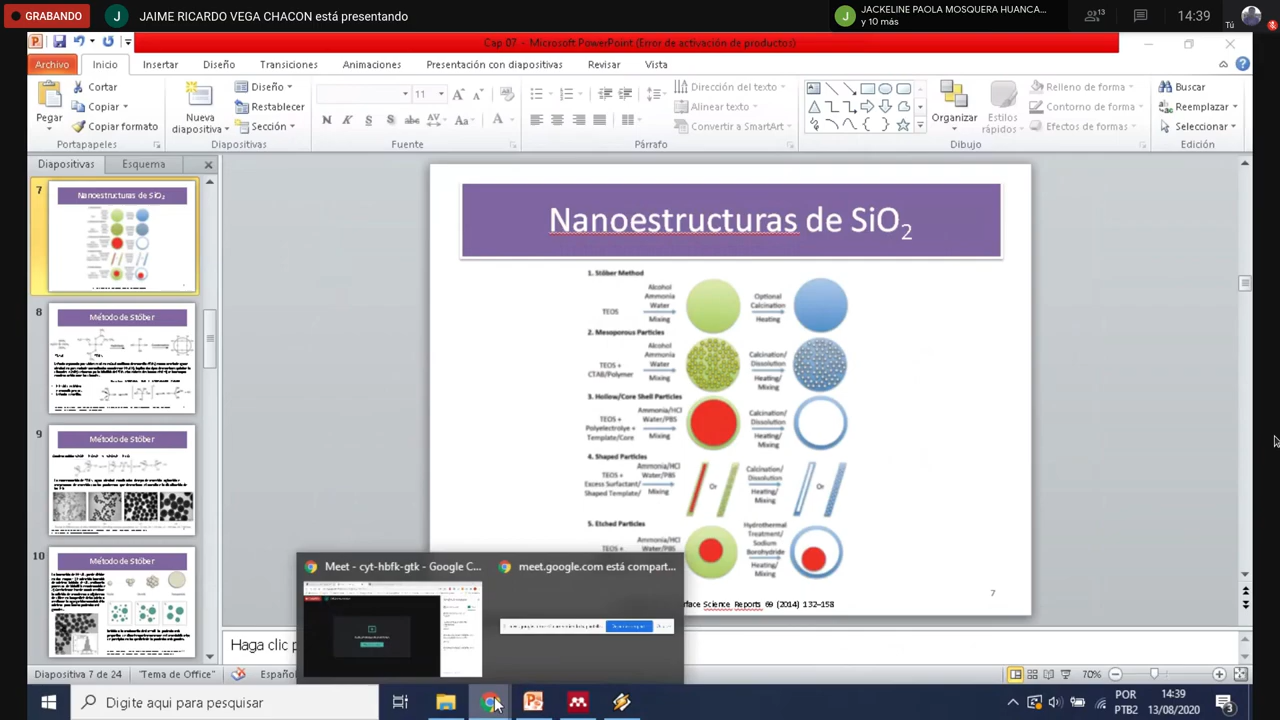 GRABANDO
J JAIME RICARDO VEGA CHACON está presentando
J JACKELINE PAOLA MOSQUERA HUANCA...
y 10 más
13
14:39
Tú
Cap 07 - Microsoft PowerPoint (Error de activación de productos)
Archivo Inicio Insertar Diseño Transiciones Animaciones Presentación con diapositivas Revisar Vista
Pegar
Cortar
Copiar
Copiar formato
Portapapeles
Nueva
diapositiva
Diseño
Restablecer
Sección
Diapositivas
11
Fuente
Párrafo
Dirección del texto
Alinear texto
Convertir a SmartArt
Organizar
Estilos
rápidos
Relleno de forma
Contorno de forma
Efectos de formas
Dibujo
Buscar
Reemplazar
Seleccionar
Edición
Diapositivas Esquema
7
Nanoestructuras de SiO₂
8
Método de Stöber
9
Método de Stöber
10
Método de Stöber
Nanoestructuras de SiO₂
1. Stöber Method
TEOS
Alcohol
Ammonia
Water
Mixing
Optional
Calcination
Heating
2. Mesoporous Particles
TEOS +
CTAB/Polymer
Alcohol
Ammonia
Water
Mixing
Calcination/
Dissolution
Heating/
Mixing
3. Hollow/Core Shell Particles
TEOS +
Polyelectrolye +
Template/Core
Ammonia/HCl
Water/PBS
Mixing
Calcination/
Dissolution
Heating/
Mixing
4. Shaped Particles
TEOS +
Excess Surfactant/
Shaped Template/
Ammonia/HCl
Water/PBS
Mixing
Or
Calcination/
Dissolution
Heating/
Mixing
Or
5. Etched Particles
TEOS +
Ammonia/HCl
Water/PBS
Hydrothermal
Treatment/
Sodium
Borohydride
Heating/
Mixing
rface Science Reports 69 (2014) 132–158
7
Meet - cyt-hbfk-gtk - Google C...
meet.google.com está compart...
Haga clic p
Diapositiva 7 de 24 "Tema de Office" Español 70%
Digite aqui para pesquisar
POR
PTB2
14:39
13/08/2020
3